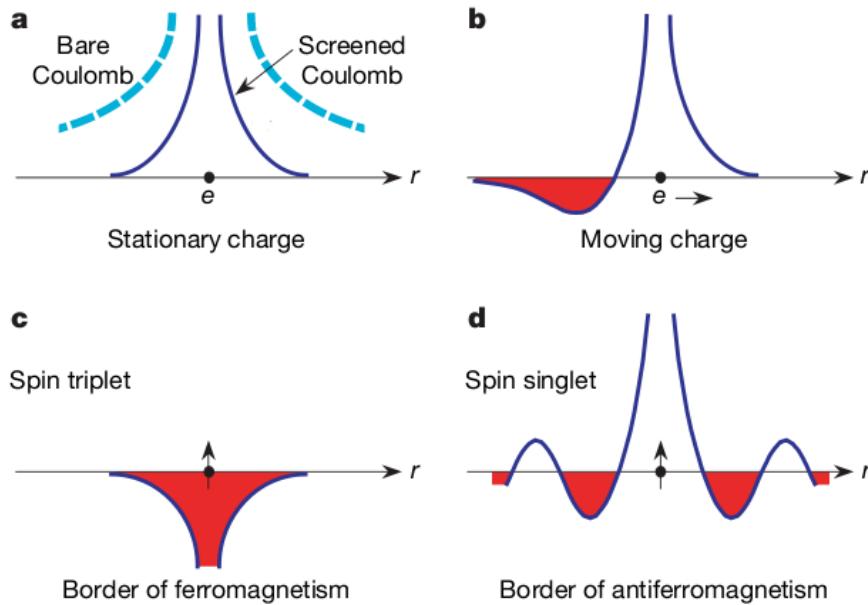 a
Bare
Coulomb
Screened
Coulomb
r
e
Stationary charge
b
r
e
Moving charge
c
Spin triplet
r
Border of ferromagnetism
d
Spin singlet
r
Border of antiferromagnetism